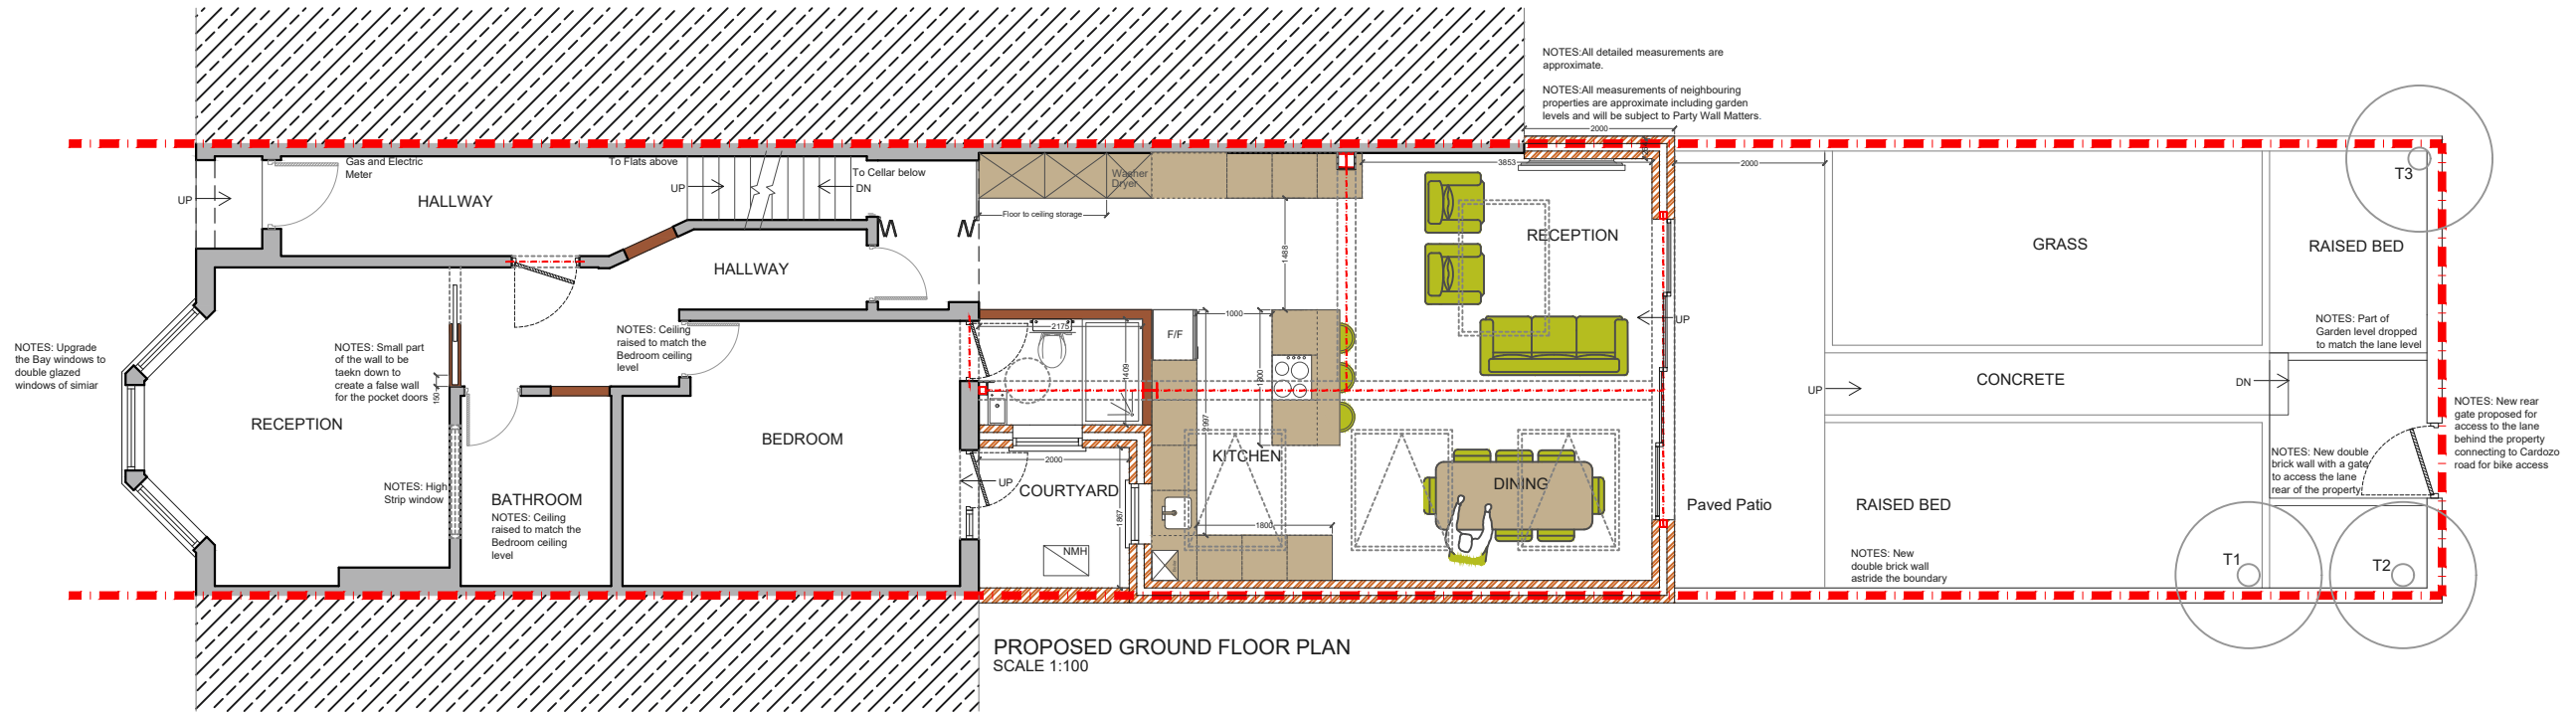 NOTES:All detailed measurements are
approximate.
NOTES:All measurements of neighbouring
properties are approximate including garden
levels and will be subject to Party Wall Matters.
2000
Gas and Electric
Meter
To Flats above
To Cellar below
UP
HALLWAY
UP
DN
Washer
Dryer
Floor to ceiling storage
3853
2000
RECEPTION
1488
HALLWAY
GRASS
T3
RAISED BED
NOTES: Upgrade
the Bay windows to
double glazed
windows of simiar
NOTES: Small part
of the wall to be
taekn down to
create a false wall
for the pocket doors
150
NOTES: Ceiling
raised to match the
Bedroom ceiling
level
2175
1409
F/F
1000
1800
2997
UP
NOTES: Part of
Garden level dropped
to match the lane level
UP
CONCRETE
DN
RECEPTION
BEDROOM
2000
KITCHEN
NOTES: New rear
gate proposed for
access to the lane
behind the property
connecting to Cardozo
road for bike access
NOTES: High
Strip window
BATHROOM
NOTES: Ceiling
raised to match the
Bedroom ceiling
level
UP
COURTYARD
1867
NMH
1800
DINING
Paved Patio
RAISED BED
NOTES: New double
brick wall with a gate
to access the lane
rear of the property
NOTES: New
double brick wall
astride the boundary
T1
T2
PROPOSED GROUND FLOOR PLAN
SCALE 1:100